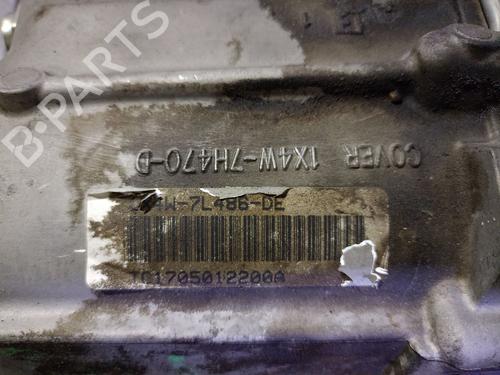 B-PARTS
COVER 1X4W-7H470-D
4W-7L486-DE
TC1705012200A